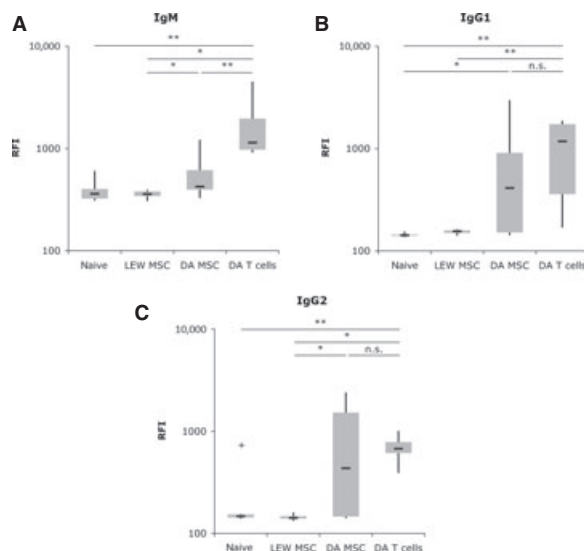 A
IgM
**
*
* **
10,000
1000
100
RFI
Naive LEW MSC DA MSC DA T cells
B
IgG1
**
**
* n.s.
10,000
1000
100
RFI
Naive LEW MSC DA MSC DA T cells
C
IgG2
**
*
* n.s.
10,000
1000
100
RFI
+
Naive LEW MSC DA MSC DA T cells